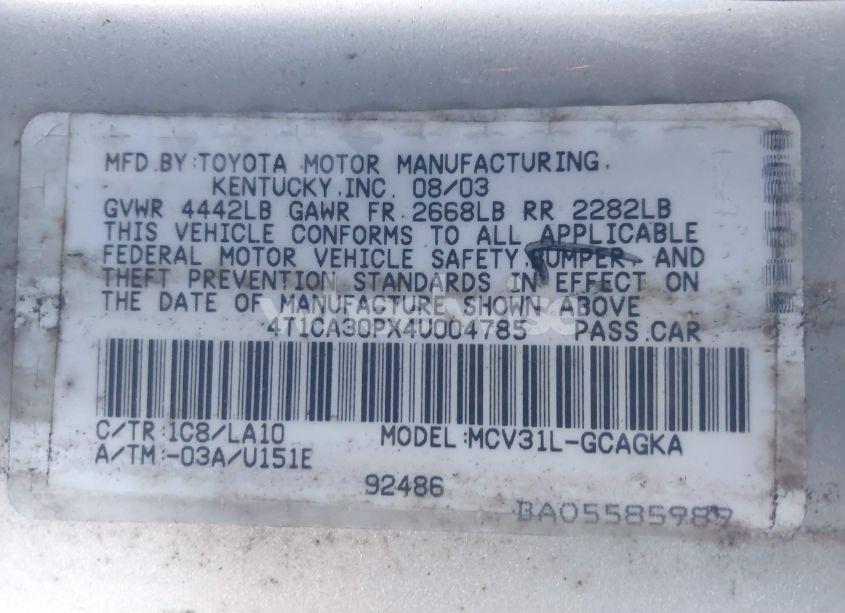 MFD.BY:TOYOTA MOTOR MANUFACTURING,
KENTUCKY,INC. 08/03
GVWR 4442LB GAWR FR 2668LB RR 2282LB
THIS VEHICLE CONFORMS TO ALL APPLICABLE
FEDERAL MOTOR VEHICLE SAFETY BUMPER, AND
THEFT PREVENTION STANDARDS IN EFFECT ON
THE DATE OF MANUFACTURE SHOWN ABOVE
4T1CA30PX4U004785 PASS.CAR
C/TR:1C8/LA10 MODEL:MCV31L-GCAGKA
A/TM:-03A/U151E
92486
BA05585989